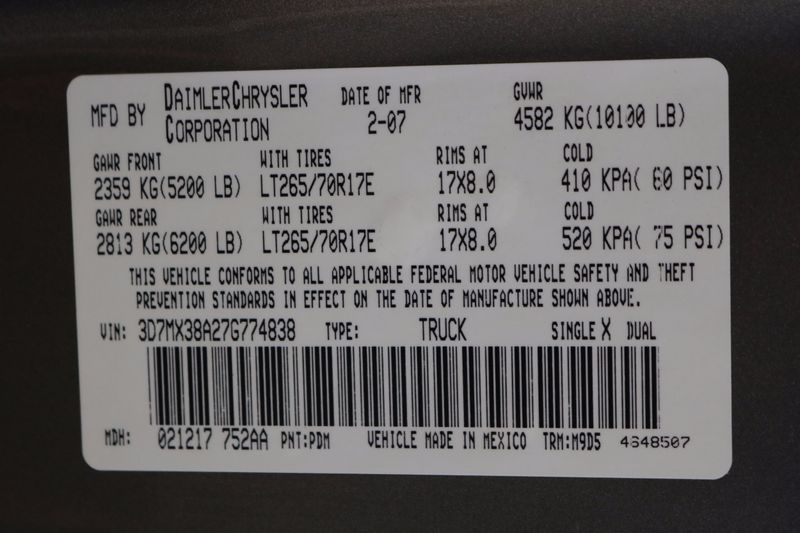 MFD BY DAIMLERCHRYSLER CORPORATION DATE OF MFR 2-07 GVWR 4582 KG(10100 LB)
GAWR FRONT WITH TIRES RIMS AT COLD
2359 KG(5200 LB) LT265/70R17E 17X8.0 410 KPA( 60 PSI)
GAWR REAR WITH TIRES RIMS AT COLD
2813 KG(6200 LB) LT265/70R17E 17X8.0 520 KPA( 75 PSI)
THIS VEHICLE CONFORMS TO ALL APPLICABLE FEDERAL MOTOR VEHICLE SAFETY AND THEFT
PREVENTION STANDARDS IN EFFECT ON THE DATE OF MANUFACTURE SHOWN ABOVE.
VIN: 3D7MX38A27G774838 TYPE: TRUCK SINGLE X DUAL
MDH: 021217 752AA PNT:PDM VEHICLE MADE IN MEXICO TRM:M9D5 4648507